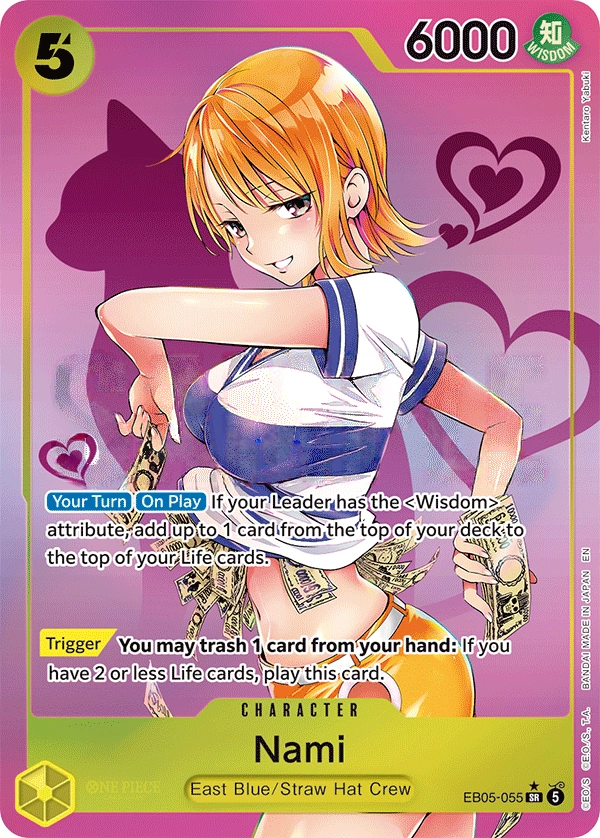 5
6000
知
WISDOM
Kentaro Yabuki
Your Turn On Play If your Leader has the <Wisdom>
attribute, add up to 1 card from the top of your deck to
the top of your Life cards.
Trigger You may trash 1 card from your hand: If you
have 2 or less Life cards, play this card.
CHARACTER
Nami
ONE PIECE
East Blue/Straw Hat Crew
EB05-055 SR 5
©E.O/S ©E.O./S., T.A. BANDAI MADE IN JAPAN EN